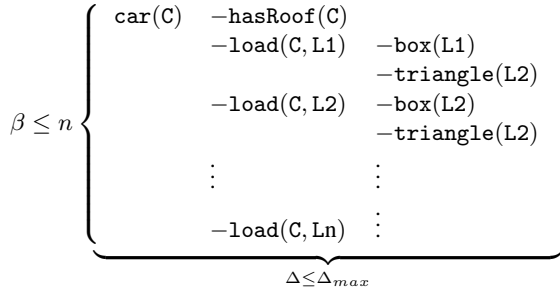 car(C) -hasRoof(C)
-load(C, L1) -box(L1)
-triangle(L2)
-load(C, L2) -box(L2)
β ≤ n
-triangle(L2)
⋮ ⋮
-load(C, Ln) ⋮
Δ≤Δmax